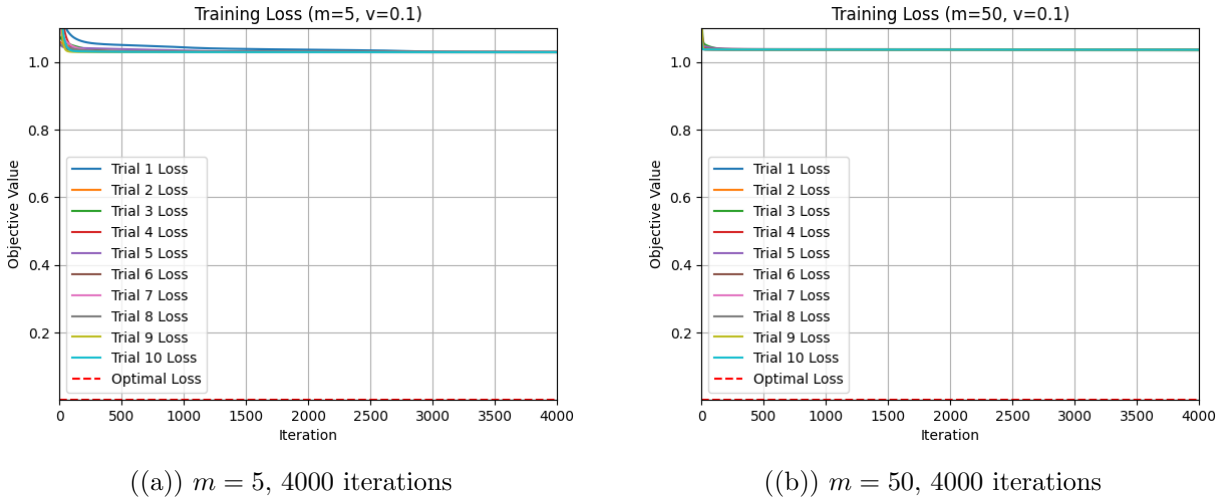 Training Loss (m=5, v=0.1)
Objective Value
1.0
0.8
0.6
0.4
0.2
Trial 1 Loss
Trial 2 Loss
Trial 3 Loss
Trial 4 Loss
Trial 5 Loss
Trial 6 Loss
Trial 7 Loss
Trial 8 Loss
Trial 9 Loss
Trial 10 Loss
Optimal Loss
0 500 1000 1500 2000 2500 3000 3500 4000
Iteration
((a)) m = 5, 4000 iterations
Training Loss (m=50, v=0.1)
Objective Value
1.0
0.8
0.6
0.4
0.2
Trial 1 Loss
Trial 2 Loss
Trial 3 Loss
Trial 4 Loss
Trial 5 Loss
Trial 6 Loss
Trial 7 Loss
Trial 8 Loss
Trial 9 Loss
Trial 10 Loss
Optimal Loss
0 500 1000 1500 2000 2500 3000 3500 4000
Iteration
((b)) m = 50, 4000 iterations